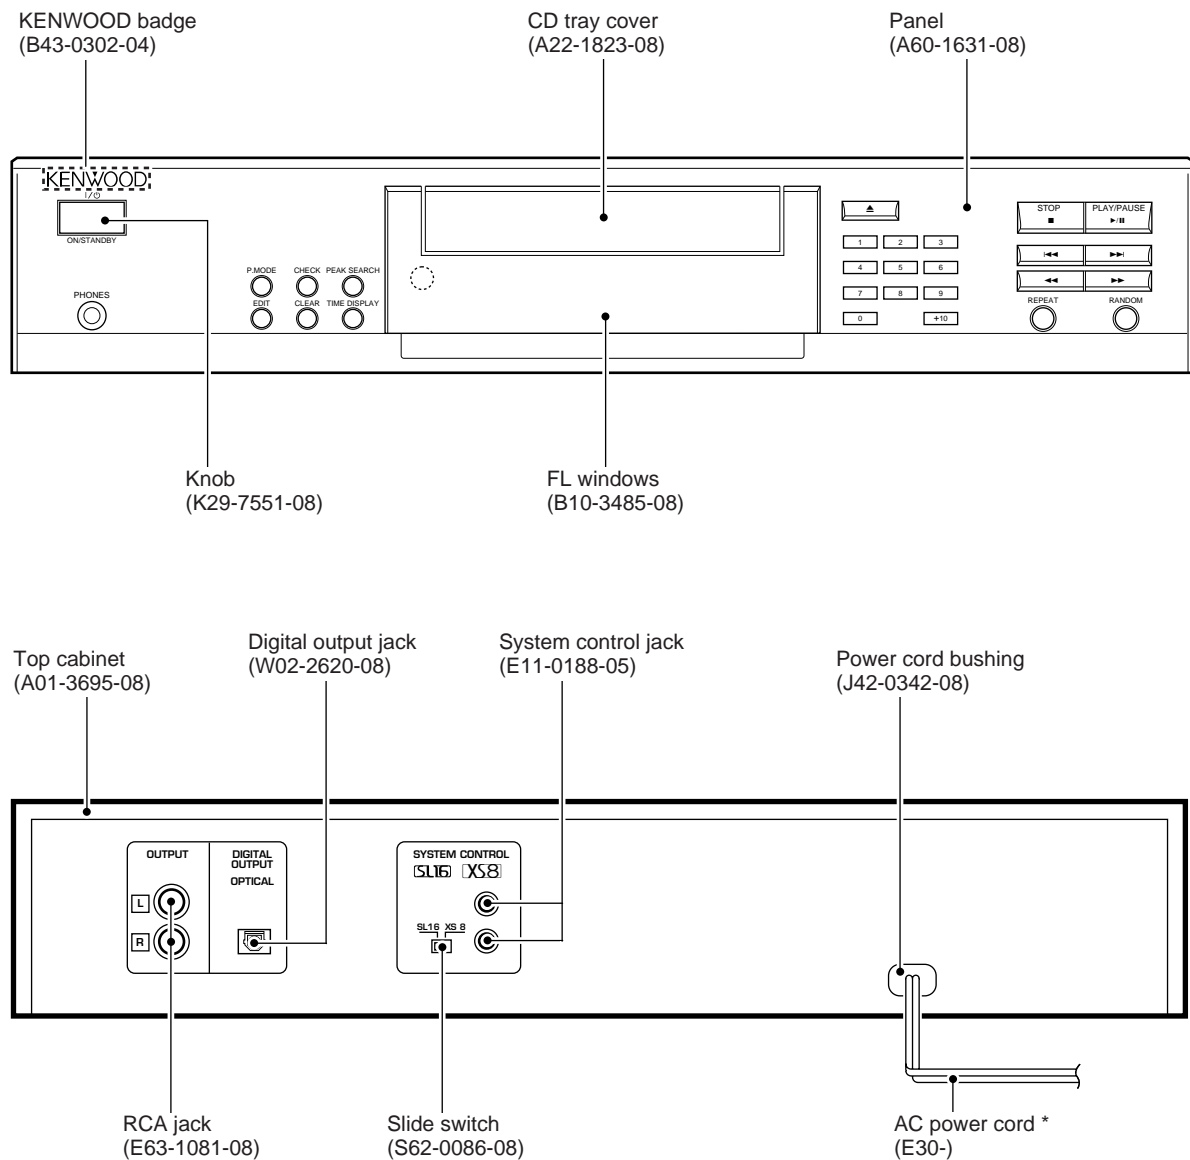 KENWOOD badge
(B43-0302-04)
CD tray cover
(A22-1823-08)
Panel
(A60-1631-08)
KENWOOD
I/⏻
ON/STANDBY
PHONES
P.MODE CHECK PEAK SEARCH
EDIT CLEAR TIME DISPLAY
1 2 3
4 5 6
7 8 9
0 +10
STOP PLAY/PAUSE
REPEAT RANDOM
Knob
(K29-7551-08)
FL windows
(B10-3485-08)
Top cabinet
(A01-3695-08)
Digital output jack
(W02-2620-08)
System control jack
(E11-0188-05)
Power cord bushing
(J42-0342-08)
OUTPUT
L
R
DIGITAL
OUTPUT
OPTICAL
SYSTEM CONTROL
SL16 XS8
SL16 XS 8
RCA jack
(E63-1081-08)
Slide switch
(S62-0086-08)
AC power cord *
(E30-)